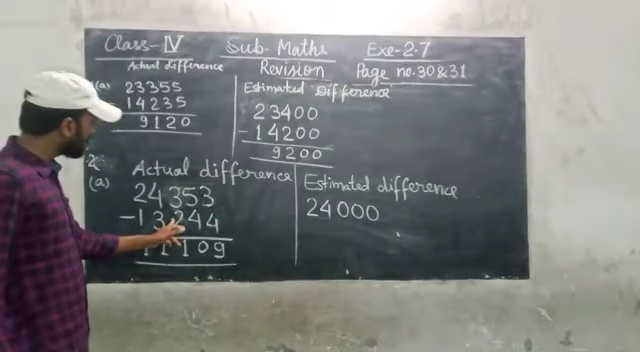 Class-IV Sub-Maths Exe-2.7
Revision Page no.30&31
Actual difference
(a) 23355
14235
9120
Estimated Difference
23400
-14200
9200
2.
Actual difference
(a) 24353
-13244
11109
Estimated difference
24000